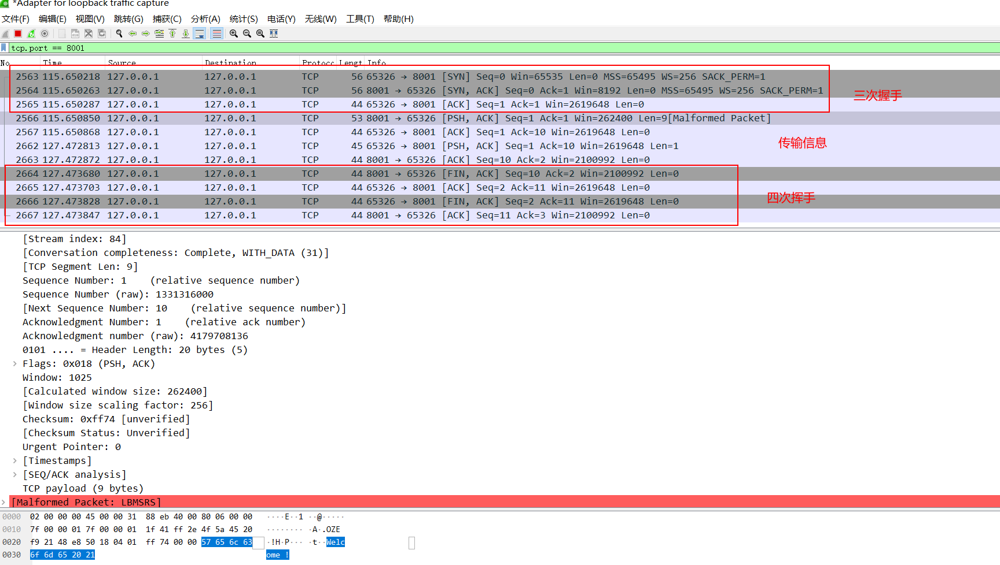 *Adapter for loopback traffic capture
文件(F) 编辑(E) 视图(V) 跳转(G) 捕获(C) 分析(A) 统计(S) 电话(Y) 无线(W) 工具(T) 帮助(H)
tcp.port == 8001
No Time Source Destination Protocc Lengt Info
2563 115.650218 127.0.0.1 127.0.0.1 TCP 56 65326 → 8001 [SYN] Seq=0 Win=65535 Len=0 MSS=65495 WS=256 SACK_PERM=1
2564 115.650263 127.0.0.1 127.0.0.1 TCP 56 8001 → 65326 [SYN, ACK] Seq=0 Ack=1 Win=8192 Len=0 MSS=65495 WS=256 SACK_PERM=1
三次握手
2565 115.650287 127.0.0.1 127.0.0.1 TCP 44 65326 → 8001 [ACK] Seq=1 Ack=1 Win=2619648 Len=0
2566 115.650850 127.0.0.1 127.0.0.1 TCP 53 8001 → 65326 [PSH, ACK] Seq=1 Ack=1 Win=262400 Len=9[Malformed Packet]
2567 115.650868 127.0.0.1 127.0.0.1 TCP 44 65326 → 8001 [ACK] Seq=1 Ack=10 Win=2619648 Len=0
传输信息
2662 127.472813 127.0.0.1 127.0.0.1 TCP 45 65326 → 8001 [PSH, ACK] Seq=1 Ack=10 Win=2619648 Len=1
2663 127.472872 127.0.0.1 127.0.0.1 TCP 44 8001 → 65326 [ACK] Seq=10 Ack=2 Win=2100992 Len=0
2664 127.473680 127.0.0.1 127.0.0.1 TCP 44 8001 → 65326 [FIN, ACK] Seq=10 Ack=2 Win=2100992 Len=0
2665 127.473703 127.0.0.1 127.0.0.1 TCP 44 65326 → 8001 [ACK] Seq=2 Ack=11 Win=2619648 Len=0
四次挥手
2666 127.473828 127.0.0.1 127.0.0.1 TCP 44 65326 → 8001 [FIN, ACK] Seq=2 Ack=11 Win=2619648 Len=0
2667 127.473847 127.0.0.1 127.0.0.1 TCP 44 8001 → 65326 [ACK] Seq=11 Ack=3 Win=2100992 Len=0
[Stream index: 84]
[Conversation completeness: Complete, WITH_DATA (31)]
[TCP Segment Len: 9]
Sequence Number: 1 (relative sequence number)
Sequence Number (raw): 1331316000
[Next Sequence Number: 10 (relative sequence number)]
Acknowledgment Number: 1 (relative ack number)
Acknowledgment number (raw): 4179708136
0101 .... = Header Length: 20 bytes (5)
Flags: 0x018 (PSH, ACK)
Window: 1025
[Calculated window size: 262400]
[Window size scaling factor: 256]
Checksum: 0xff74 [unverified]
[Checksum Status: Unverified]
Urgent Pointer: 0
[Timestamps]
[SEQ/ACK analysis]
TCP payload (9 bytes)
[Malformed Packet: LBMSRS]
0000 02 00 00 00 45 00 00 31 88 eb 40 00 80 06 00 00 ····E··1 ··@·····
0010 7f 00 00 01 7f 00 00 01 1f 41 ff 2e 4f 5a 45 20 ········ ·A·.OZE
0020 f9 21 48 e8 50 18 04 01 ff 74 00 00 57 65 6c 63 ·!H·P··· ·t··Welc
0030 6f 6d 65 20 21 ome !